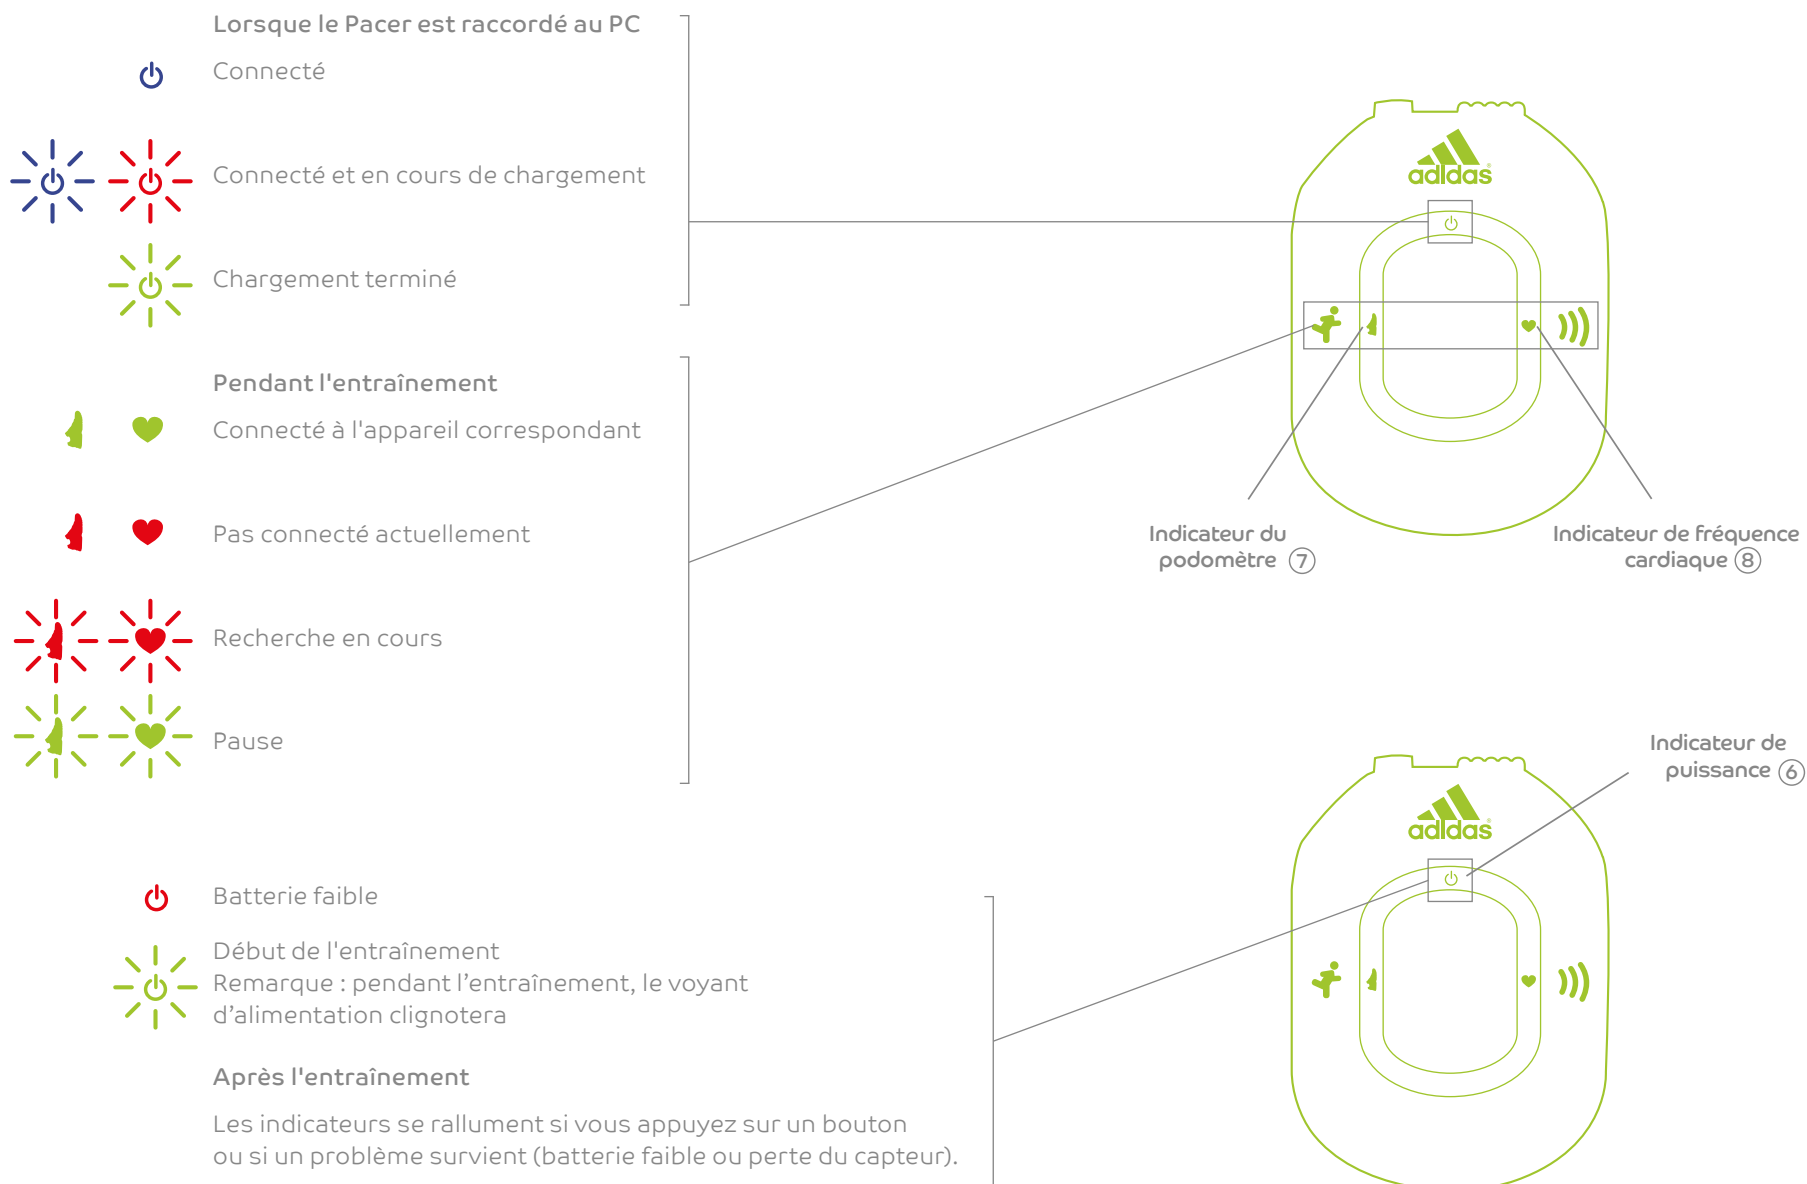 Lorsque le Pacer est raccordé au PC
Connecté
Connecté et en cours de chargement
Chargement terminé
Pendant l'entraînement
Connecté à l'appareil correspondant
Pas connecté actuellement
Recherche en cours
Pause
adidas®
Indicateur du
podomètre 7
Indicateur de fréquence
cardiaque 8
Batterie faible
Début de l'entraînement
Remarque : pendant l’entraînement, le voyant
d’alimentation clignotera
Après l'entraînement
Les indicateurs se rallument si vous appuyez sur un bouton
ou si un problème survient (batterie faible ou perte du capteur).
Indicateur de
puissance 6
adidas®